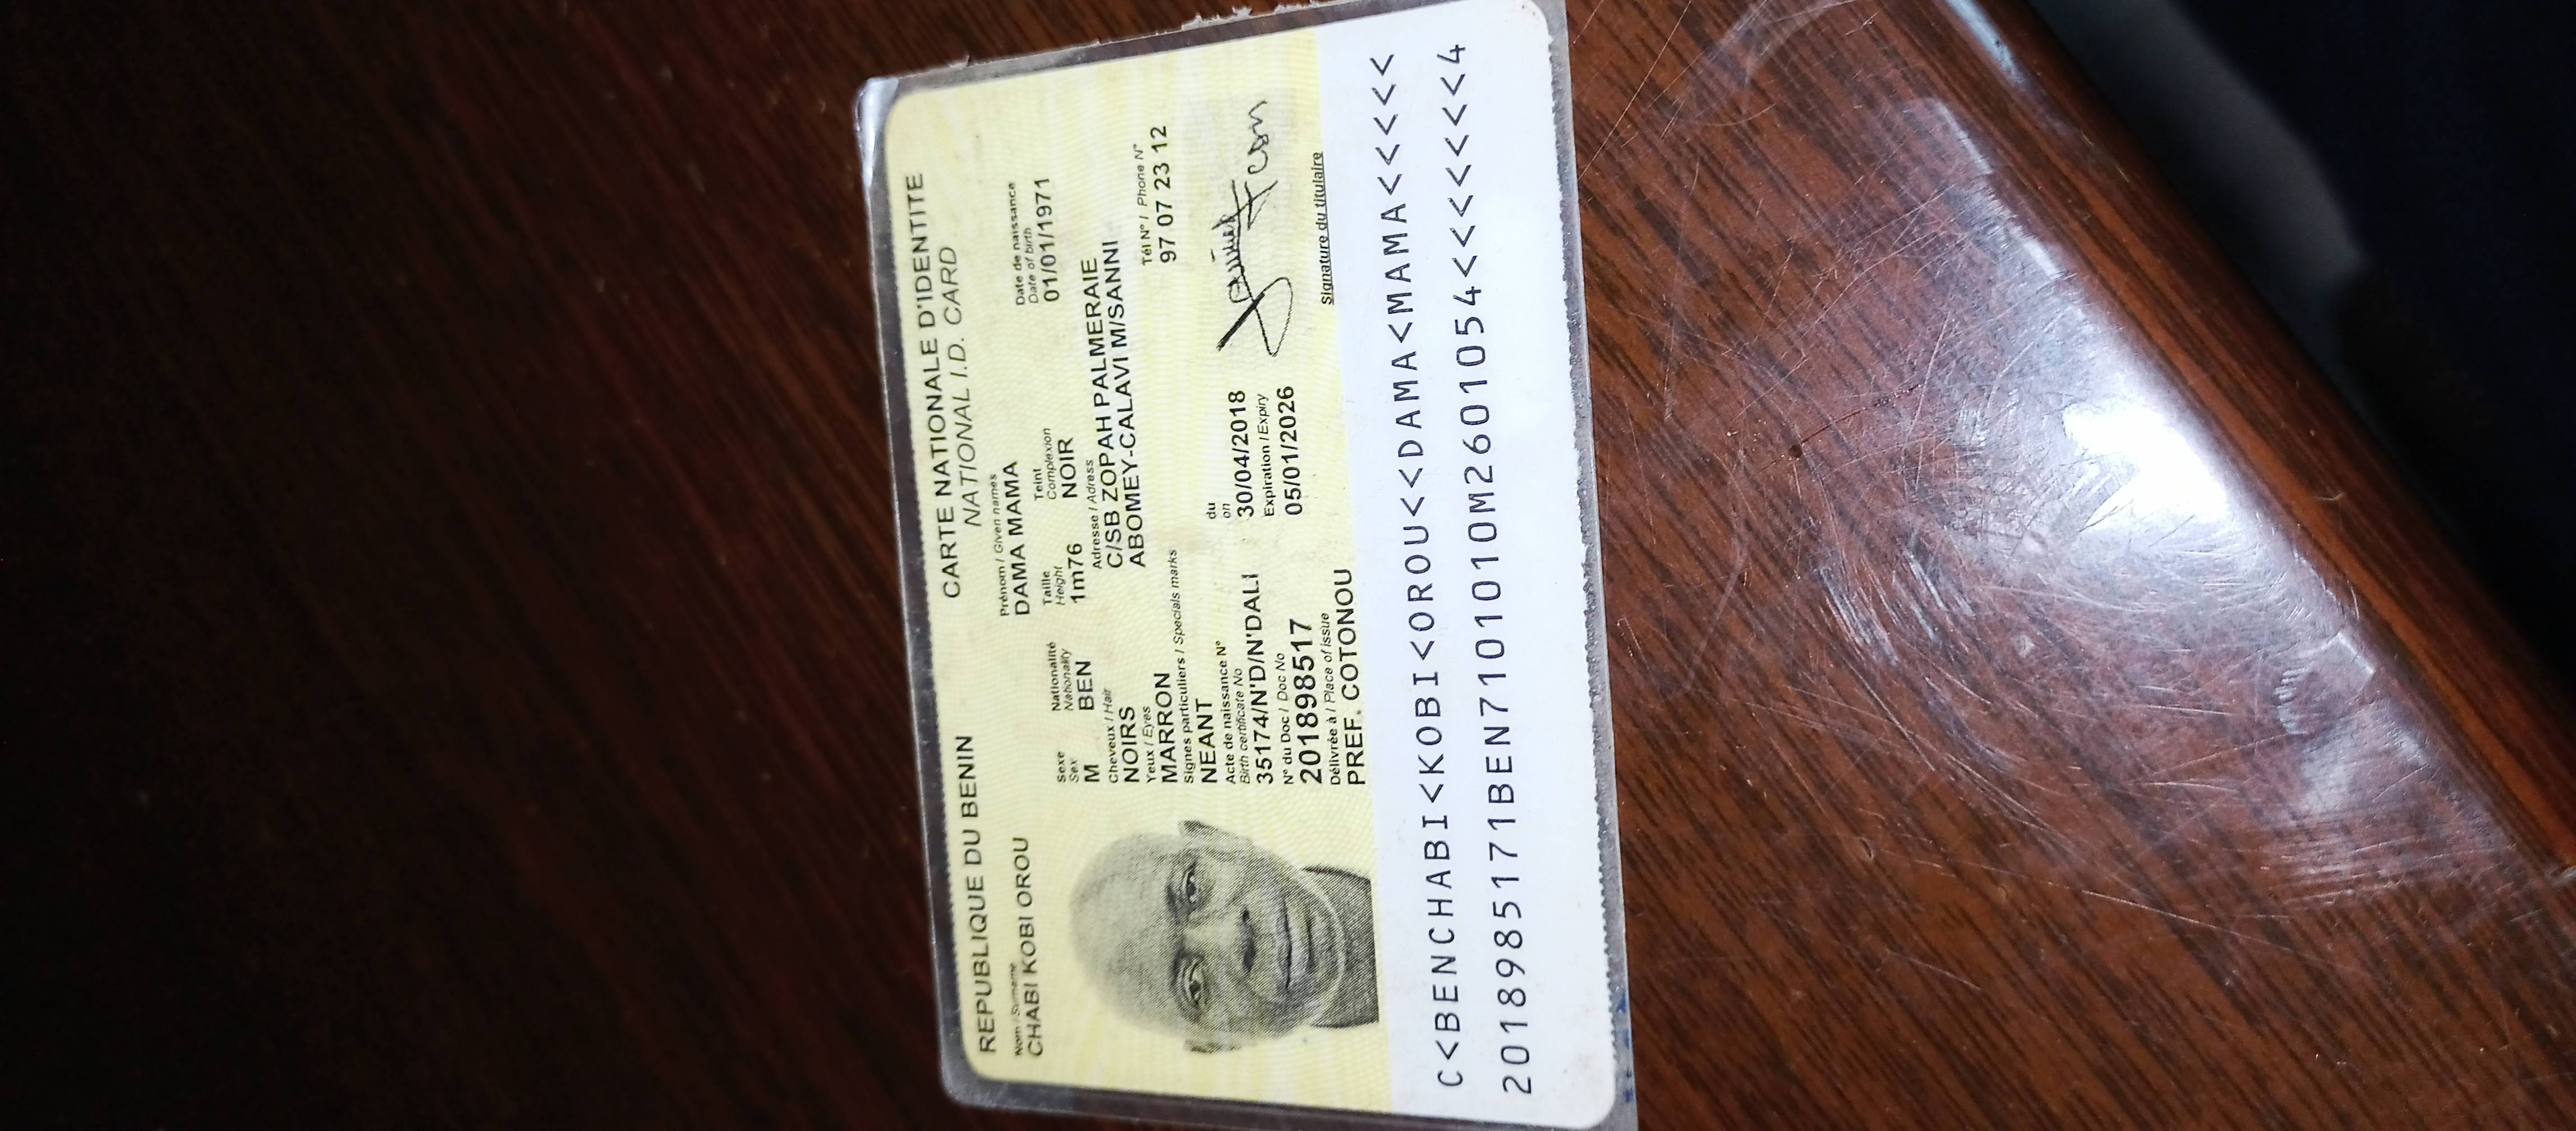 REPUBLIQUE DU BENIN
CARTE NATIONALE D'IDENTITE
NATIONAL I.D. CARD
Nom / Surname
CHABI KOBI OROU
Prénom / Given names
DAMA MAMA
Date de naissance
Date of birth
01/01/1971
Sexe
Sex
M
Nationalité
Nationality
BEN
Taille
Height
1m76
Teint
Complexion
NOIR
Cheveux / Hair
NOIRS
Adresse / Adress
C/SB ZOPAH PALMERAIE
ABOMEY-CALAVI M/SANNI
Yeux / Eyes
MARRON
Tél N° / Phone N°
97 07 23 12
Signes particuliers / Specials marks
NEANT
Acte de naissance N°
Birth certificate No
35174/N'D/N'DALI
du
on
30/04/2018
N° du Doc / Doc No
201898517
Expiration / Expiry
05/01/2026
Délivrée à / Place of issue
PREF. COTONOU
Signature du titulaire
C<BENCHABI<KOBI<OROU<<DAMA<MAMA<<<<<
2018985171BEN7101010M2601054<<<<<<<4